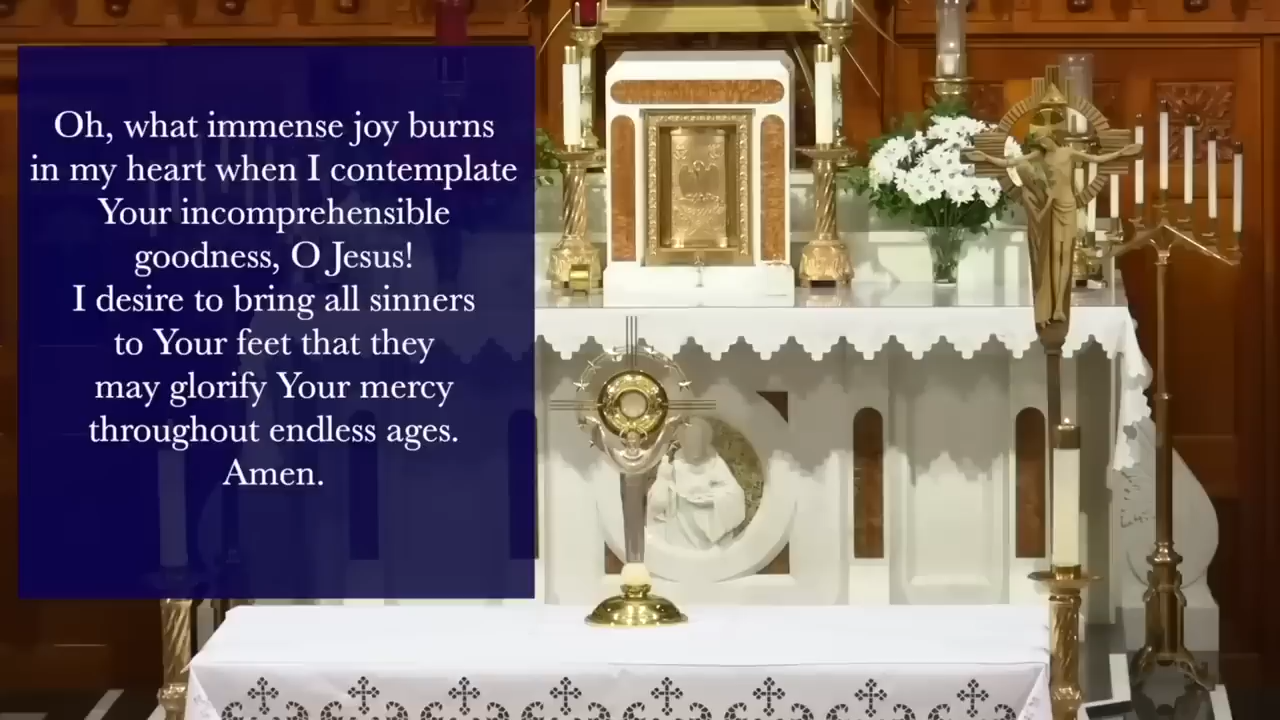 Oh, what immense joy burns
in my heart when I contemplate
Your incomprehensible
goodness, O Jesus!
I desire to bring all sinners
to Your feet that they
may glorify Your mercy
throughout endless ages.
Amen.